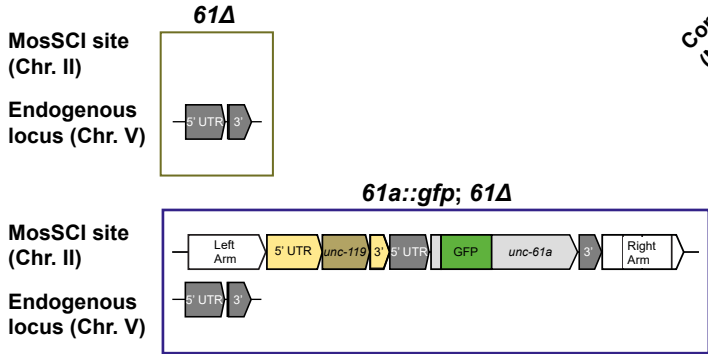 61Δ
MosSCI site
(Chr. II)
Endogenous
locus (Chr. V)
5' UTR 3'
61a::gfp; 61Δ
MosSCI site
(Chr. II)
Left
Arm
5' UTR unc-119 3' 5' UTR GFP unc-61a 3'
Right
Arm
Endogenous
locus (Chr. V)
5' UTR 3'